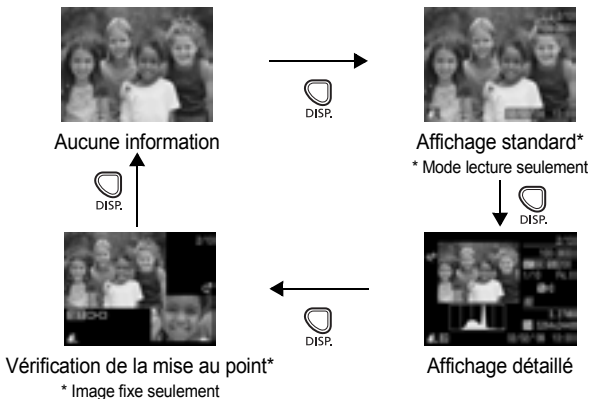 DISP.
Aucune information
Affichage standard*
* Mode lecture seulement
DISP.
DISP.
Vérification de la mise au point*
* Image fixe seulement
DISP.
Affichage détaillé